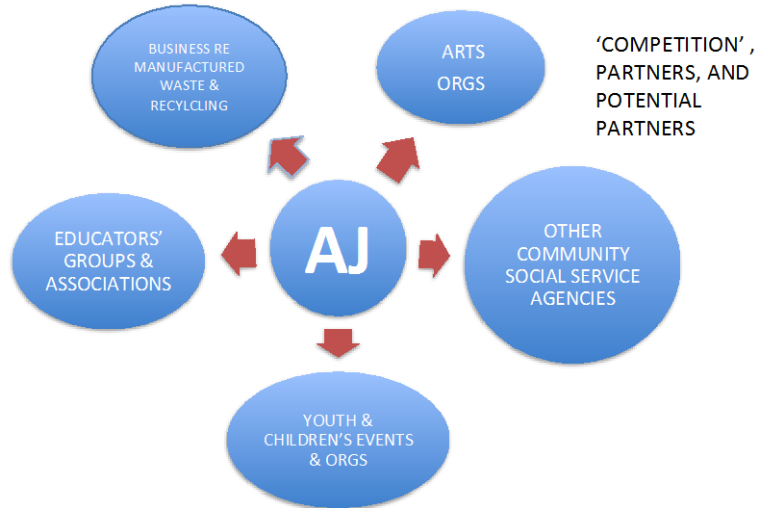 BUSINESS RE
MANUFACTURED
WASTE &
RECYLCLING
ARTS
ORGS
‘COMPETITION’ ,
PARTNERS, AND
POTENTIAL
PARTNERS
EDUCATORS’
GROUPS &
ASSOCIATIONS
AJ
OTHER
COMMUNITY
SOCIAL SERVICE
AGENCIES
YOUTH &
CHILDREN’S EVENTS
& ORGS